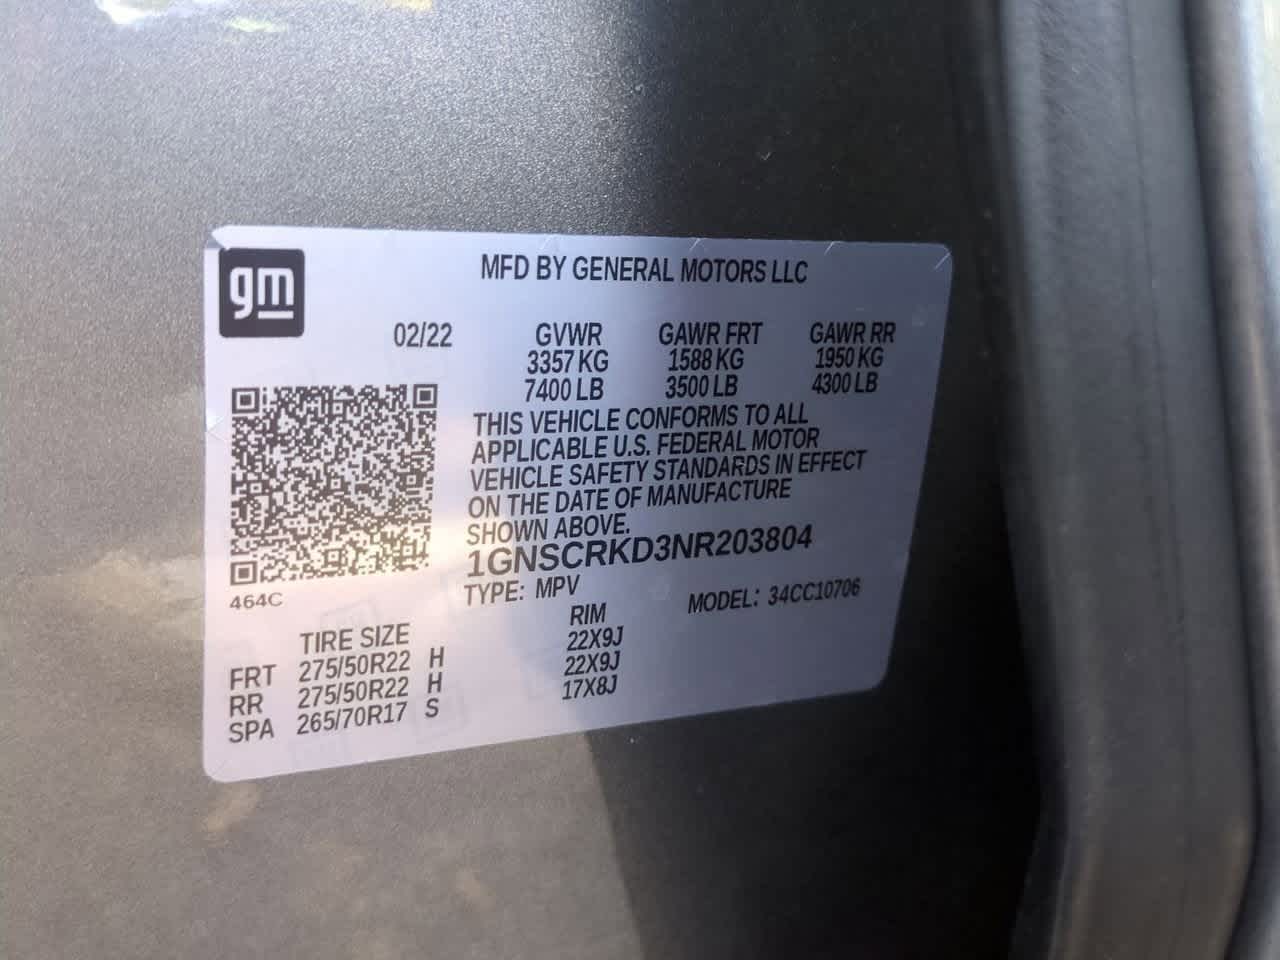 gm
MFD BY GENERAL MOTORS LLC
02/22 GVWR GAWR FRT GAWR RR
3357 KG 1588 KG 1950 KG
7400 LB 3500 LB 4300 LB
THIS VEHICLE CONFORMS TO ALL
APPLICABLE U.S. FEDERAL MOTOR
VEHICLE SAFETY STANDARDS IN EFFECT
ON THE DATE OF MANUFACTURE
SHOWN ABOVE.
1GNSCRKD3NR203804
464C
TYPE: MPV MODEL: 34CC10706
TIRE SIZE RIM
FRT 275/50R22 H 22X9J
RR 275/50R22 H 22X9J
SPA 265/70R17 S 17X8J